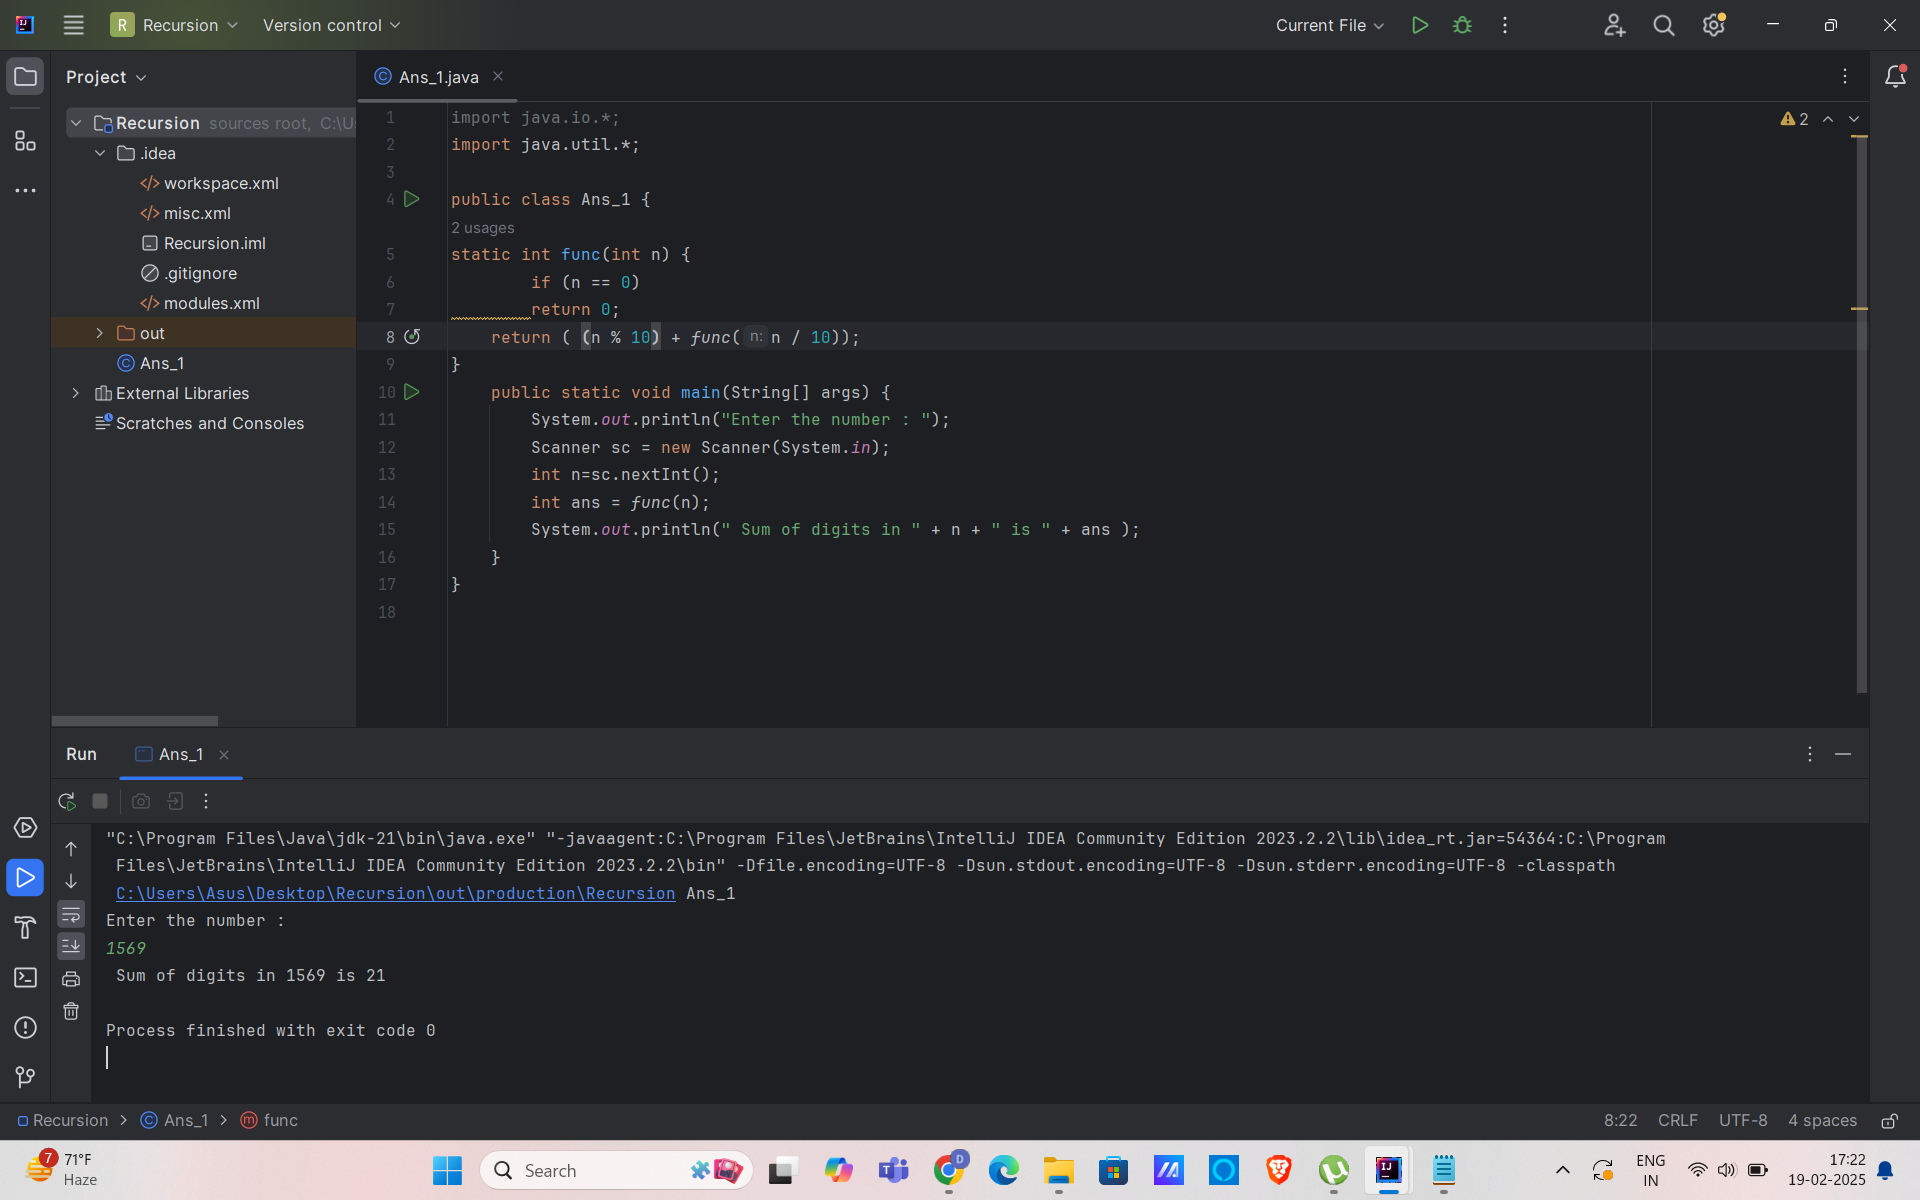 R Recursion Version control Current File
Project
Ans_1.java
Recursion sources root, C:\U
.idea
workspace.xml
misc.xml
Recursion.iml
.gitignore
modules.xml
out
Ans_1
External Libraries
Scratches and Consoles
2
1 import java.io.*;
2 import java.util.*;
3
4 public class Ans_1 {
2 usages
5 static int func(int n) {
6 if (n == 0)
7 return 0;
8 return ( (n % 10) + func( n: n / 10));
9 }
10 public static void main(String[] args) {
11 System.out.println("Enter the number : ");
12 Scanner sc = new Scanner(System.in);
13 int n=sc.nextInt();
14 int ans = func(n);
15 System.out.println(" Sum of digits in " + n + " is " + ans );
16 }
17 }
18
Run Ans_1
"C:\Program Files\Java\jdk-21\bin\java.exe" "-javaagent:C:\Program Files\JetBrains\IntelliJ IDEA Community Edition 2023.2.2\lib\idea_rt.jar=54364:C:\Program
Files\JetBrains\IntelliJ IDEA Community Edition 2023.2.2\bin" -Dfile.encoding=UTF-8 -Dsun.stdout.encoding=UTF-8 -Dsun.stderr.encoding=UTF-8 -classpath
C:\Users\Asus\Desktop\Recursion\out\production\Recursion Ans_1
Enter the number :
1569
Sum of digits in 1569 is 21
Process finished with exit code 0
Recursion Ans_1 func 8:22 CRLF UTF-8 4 spaces
7
71°F
Haze
Search
D
ENG
IN
17:22
19-02-2025